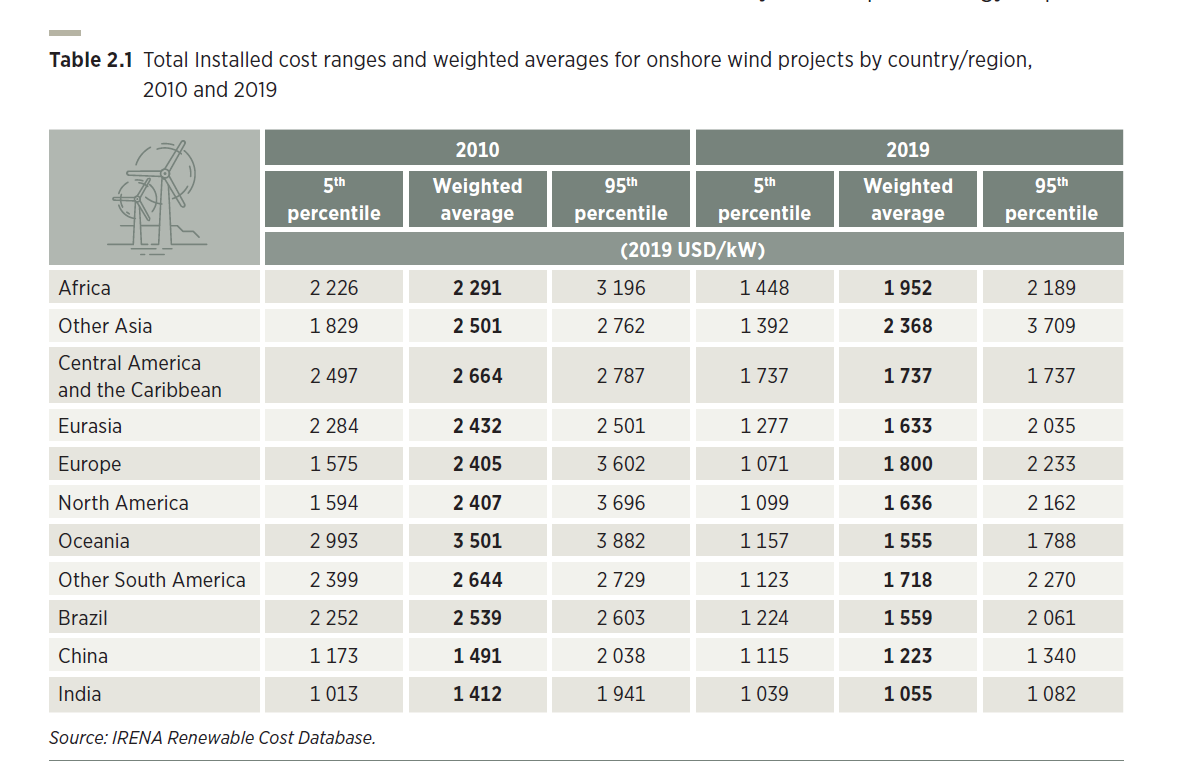 Table 2.1 Total Installed cost ranges and weighted averages for onshore wind projects by country/region,
2010 and 2019
2010 2019
5th percentile Weighted average 95th percentile 5th percentile Weighted average 95th percentile
(2019 USD/kW)
Africa 2 226 2 291 3 196 1 448 1 952 2 189
Other Asia 1 829 2 501 2 762 1 392 2 368 3 709
Central America
and the Caribbean 2 497 2 664 2 787 1 737 1 737 1 737
Eurasia 2 284 2 432 2 501 1 277 1 633 2 035
Europe 1 575 2 405 3 602 1 071 1 800 2 233
North America 1 594 2 407 3 696 1 099 1 636 2 162
Oceania 2 993 3 501 3 882 1 157 1 555 1 788
Other South America 2 399 2 644 2 729 1 123 1 718 2 270
Brazil 2 252 2 539 2 603 1 224 1 559 2 061
China 1 173 1 491 2 038 1 115 1 223 1 340
India 1 013 1 412 1 941 1 039 1 055 1 082
Source: IRENA Renewable Cost Database.